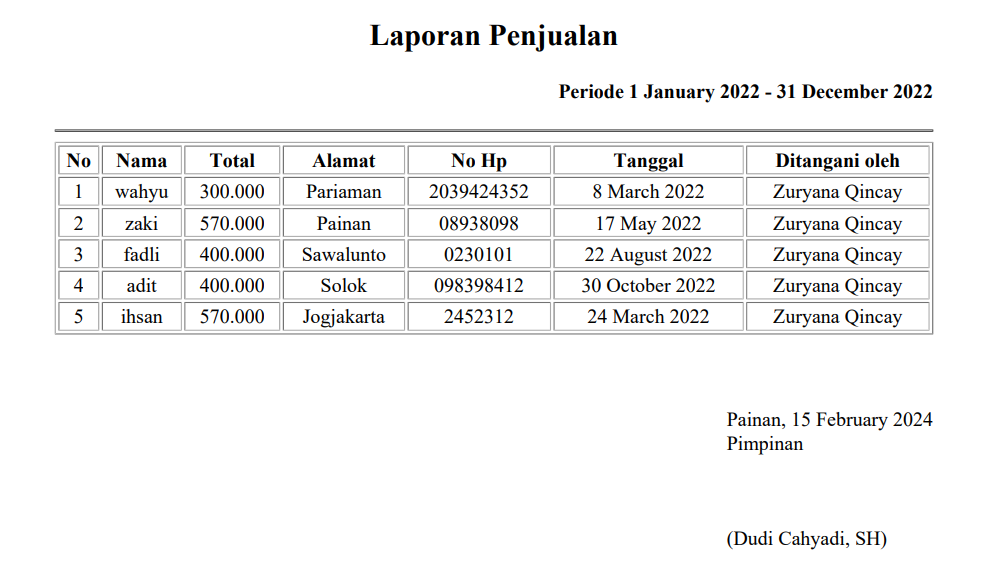 Laporan Penjualan
Periode 1 January 2022 - 31 December 2022
No Nama Total Alamat No Hp Tanggal Ditangani oleh
1 wahyu 300.000 Pariaman 2039424352 8 March 2022 Zuryana Qincay
2 zaki 570.000 Painan 08938098 17 May 2022 Zuryana Qincay
3 fadli 400.000 Sawalunto 0230101 22 August 2022 Zuryana Qincay
4 adit 400.000 Solok 098398412 30 October 2022 Zuryana Qincay
5 ihsan 570.000 Jogjakarta 2452312 24 March 2022 Zuryana Qincay
Painan, 15 February 2024
Pimpinan
(Dudi Cahyadi, SH)